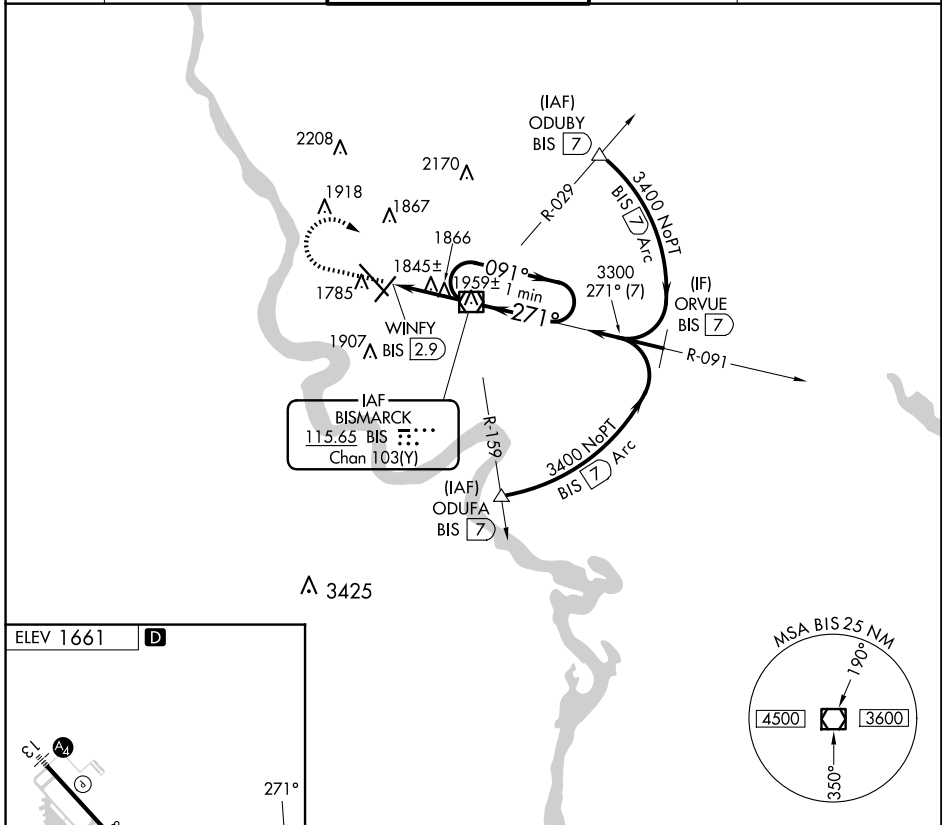 (IAF)
ODUBY
BIS 7
2208
2170
1918
1867
R-029
3400 NoPT
BIS 7 Arc
1866
1845±
1959±
091°
1 min
271°
3300
271° (7)
(IF)
ORVUE
BIS 7
1785
WINFY
BIS 2.9
1907
R-091
IAF
BISMARCK
115.65 BIS
Chan 103(Y)
R-159
3400 NoPT
BIS 7 Arc
(IAF)
ODUFA
BIS 7
3425
ELEV 1661 D
MSA BIS 25 NM
190°
4500
3600
350°
13
A4
P
271°